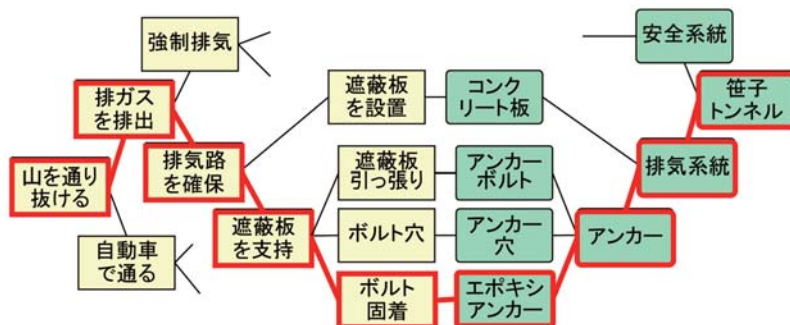 強制排気
安全系統
排ガス
を排出
遮蔽板
を設置
コンク
リート板
笹子
トンネル
山を通り
抜ける
排気路
を確保
遮蔽板
引っ張り
アンカー
ボルト
排気系統
自動車
で通る
遮蔽板
を支持
ボルト穴
アンカー
穴
アンカー
ボルト
固着
エポキシ
アンカー